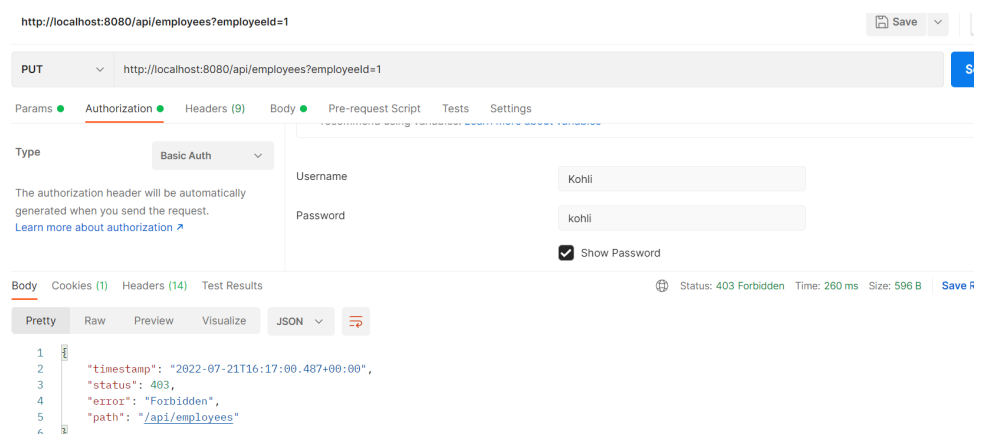 http://localhost:8080/api/employees?employeeId=1
Save
PUT http://localhost:8080/api/employees?employeeId=1
Params Authorization Headers (9) Body Pre-request Script Tests Settings
Type Basic Auth
The authorization header will be automatically
generated when you send the request.
Learn more about authorization ↗
Username Kohli
Password kohli
Show Password
Body Cookies (1) Headers (14) Test Results Status: 403 Forbidden Time: 260 ms Size: 596 B Save R
Pretty Raw Preview Visualize JSON
1 {
2 "timestamp": "2022-07-21T16:17:00.487+00:00",
3 "status": 403,
4 "error": "Forbidden",
5 "path": "/api/employees"
6 }